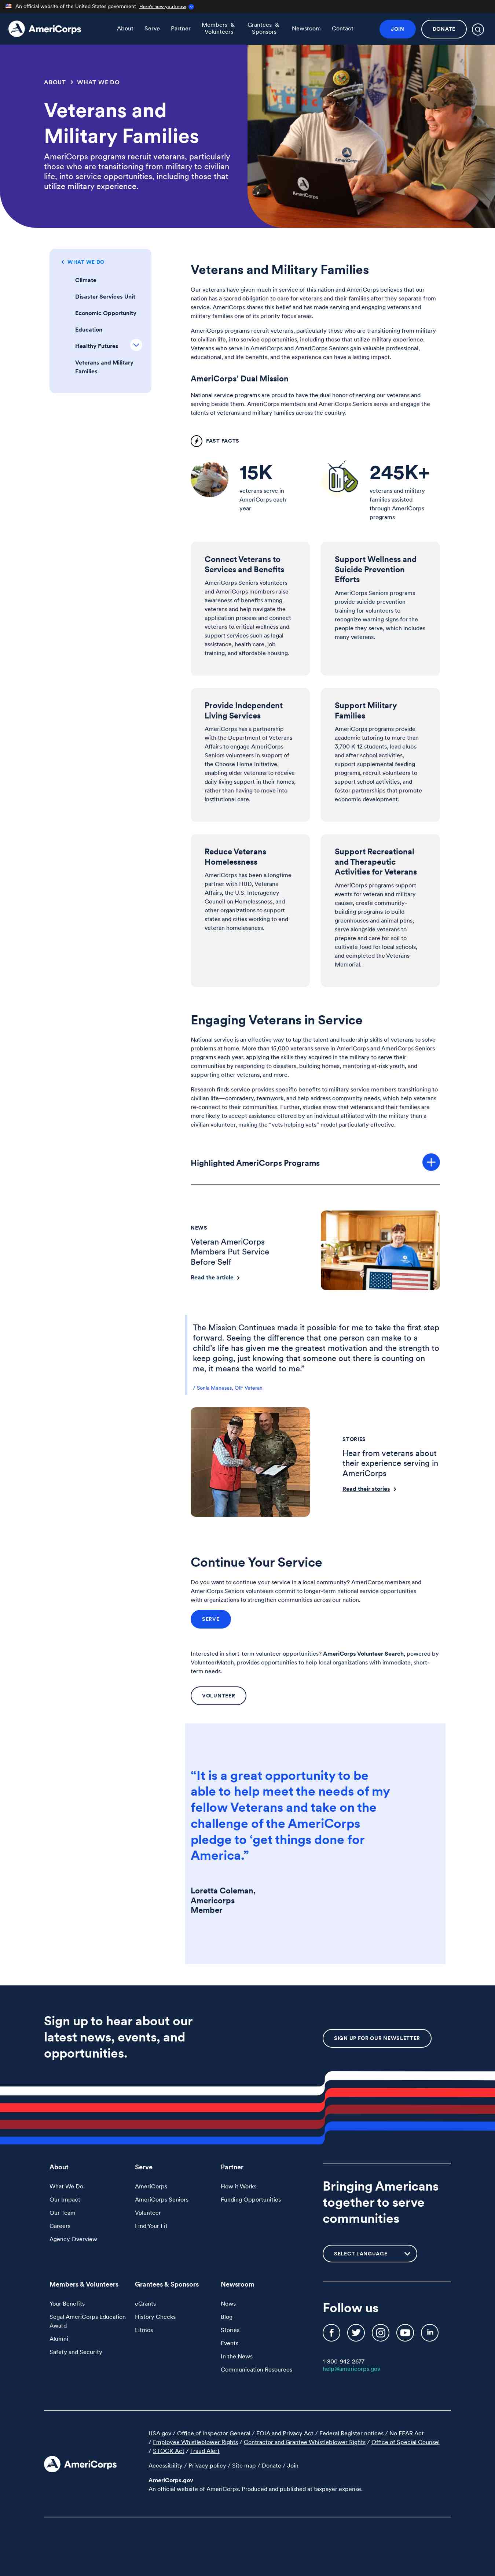 An official website of the United States government Here's how you know
AmeriCorps
About
Serve
Partner
Members & Volunteers
Grantees & Sponsors
Newsroom
Contact
JOIN
DONATE
ABOUT > WHAT WE DO
Veterans and
Military Families
AmeriCorps programs recruit veterans, particularly
those who are transitioning from military to civilian
life, into service opportunities, including those that
utilize military experience.
WHAT WE DO
Climate
Disaster Services Unit
Economic Opportunity
Education
Healthy Futures
Veterans and Military
Families
Veterans and Military Families
Our veterans have given much in service of this nation and AmeriCorps believes that our
nation has a sacred obligation to care for veterans and their families after they separate from
service. AmeriCorps shares this belief and has made serving and engaging veterans and
military families one of its priority focus areas.
AmeriCorps programs recruit veterans, particularly those who are transitioning from military
to civilian life, into service opportunities, including those that utilize military experience.
Veterans who serve in AmeriCorps and AmeriCorps Seniors gain valuable professional,
educational, and life benefits, and the experience can have a lasting impact.
AmeriCorps' Dual Mission
National service programs are proud to have the dual honor of serving our veterans and
serving beside them. AmeriCorps members and AmeriCorps Seniors serve and engage the
talents of veterans and military families across the country.
FAST FACTS
15K
veterans serve in
AmeriCorps each
year
245K+
veterans and military
families assisted
through AmeriCorps
programs
Connect Veterans to
Services and Benefits
AmeriCorps Seniors volunteers
and AmeriCorps members raise
awareness of benefits among
veterans and help navigate the
application process and connect
veterans to critical wellness and
support services such as legal
assistance, health care, job
training, and affordable housing.
Support Wellness and
Suicide Prevention
Efforts
AmeriCorps Seniors programs
provide suicide prevention
training for volunteers to
recognize warning signs for the
people they serve, which includes
many veterans.
Provide Independent
Living Services
AmeriCorps has a partnership
with the Department of Veterans
Affairs to engage AmeriCorps
Seniors volunteers in support of
the Choose Home Initiative,
enabling older veterans to receive
daily living support in their homes,
rather than having to move into
institutional care.
Support Military
Families
AmeriCorps programs provide
academic tutoring to more than
3,700 K-12 students, lead clubs
and after school activities,
support supplemental feeding
programs, recruit volunteers to
support school activities, and
foster partnerships that promote
economic development.
Reduce Veterans
Homelessness
AmeriCorps has been a longtime
partner with HUD, Veterans
Affairs, the U.S. Interagency
Council on Homelessness, and
other organizations to support
states and cities working to end
veteran homelessness.
Support Recreational
and Therapeutic
Activities for Veterans
AmeriCorps programs support
events for veteran and military
causes, create community-
building programs to build
greenhouses and animal pens,
serve alongside veterans to
prepare and care for soil to
cultivate food for local schools,
and completed the Veterans
Memorial.
Engaging Veterans in Service
National service is an effective way to tap the talent and leadership skills of veterans to solve
problems at home. More than 15,000 veterans serve in AmeriCorps and AmeriCorps Seniors
programs each year, applying the skills they acquired in the military to serve their
communities by responding to disasters, building homes, mentoring at-risk youth, and
supporting other veterans, and more.
Research finds service provides specific benefits to military service members transitioning to
civilian life—comradery, teamwork, and help address community needs, which help veterans
re-connect to their communities. Further, studies show that veterans and their families are
more likely to accept assistance offered by an individual affiliated with the military than a
civilian volunteer, making the "vets helping vets" model particularly effective.
Highlighted AmeriCorps Programs
NEWS
Veteran AmeriCorps
Members Put Service
Before Self
Read the article
The Mission Continues made it possible for me to take the first step
forward. Seeing the difference that one person can make to a
child's life has given me the greatest motivation and the strength to
keep going, just knowing that someone out there is counting on
me, it means the world to me."
/ Sonia Meneses, OIF Veteran
STORIES
Hear from veterans about
their experience serving in
AmeriCorps
Read their stories
Continue Your Service
Do you want to continue your service in a local community? AmeriCorps members and
AmeriCorps Seniors volunteers commit to longer-term national service opportunities
with organizations to strengthen communities across our nation.
SERVE
Interested in short-term volunteer opportunities? AmeriCorps Volunteer Search, powered by
VolunteerMatch, provides opportunities to help local organizations with immediate, short-
term needs.
VOLUNTEER
“It is a great opportunity to be
able to help meet the needs of my
fellow Veterans and take on the
challenge of the AmeriCorps
pledge to ‘get things done for
America.”
Loretta Coleman,
Americorps
Member
Sign up to hear about our
latest news, events, and
opportunities.
SIGN UP FOR OUR NEWSLETTER
About
What We Do
Our Impact
Our Team
Careers
Agency Overview
Serve
AmeriCorps
AmeriCorps Seniors
Volunteer
Find Your Fit
Partner
How it Works
Funding Opportunities
Bringing Americans
together to serve
communities
SELECT LANGUAGE
Members & Volunteers
Your Benefits
Segal AmeriCorps Education
Award
Alumni
Safety and Security
Grantees & Sponsors
eGrants
History Checks
Litmos
Newsroom
News
Blog
Stories
Events
In the News
Communication Resources
Follow us
1-800-942-2677
help@americorps.gov
AmeriCorps
USA.gov / Office of Inspector General / FOIA and Privacy Act / Federal Register notices / No FEAR Act
/ Employee Whistleblower Rights / Contractor and Grantee Whistleblower Rights / Office of Special Counsel
/ STOCK Act / Fraud Alert
Accessibility / Privacy policy / Site map / Donate / Join
AmeriCorps.gov
An official website of AmeriCorps. Produced and published at taxpayer expense.